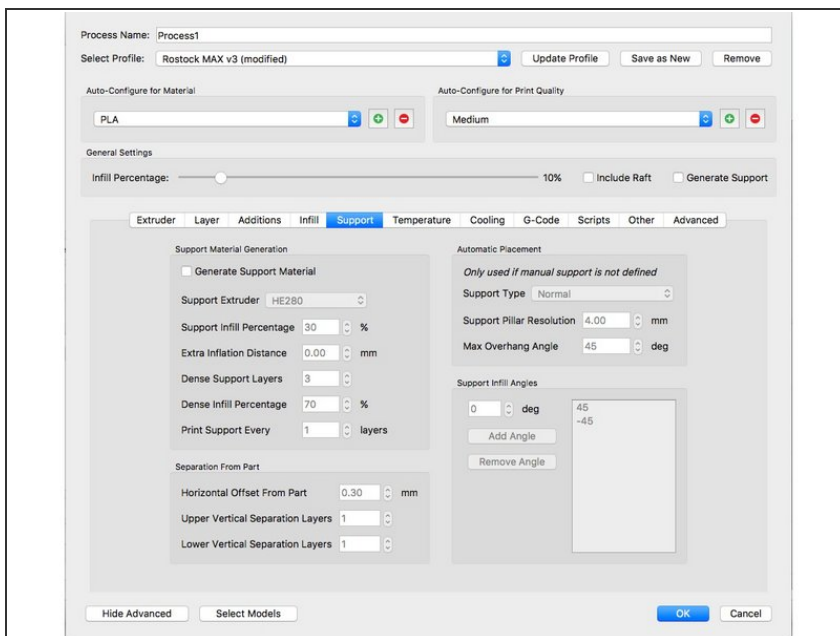 Process Name: Process1
Select Profile: Rostock MAX v3 (modified) Update Profile Save as New Remove
Auto-Configure for Material
PLA
Auto-Configure for Print Quality
Medium
General Settings
Infill Percentage: 10% Include Raft Generate Support
Extruder Layer Additions Infill Support Temperature Cooling G-Code Scripts Other Advanced
Support Material Generation
Generate Support Material
Support Extruder HE280
Support Infill Percentage 30 %
Extra Inflation Distance 0.00 mm
Dense Support Layers 3
Dense Infill Percentage 70 %
Print Support Every 1 layers
Separation From Part
Horizontal Offset From Part 0.30 mm
Upper Vertical Separation Layers 1
Lower Vertical Separation Layers 1
Automatic Placement
Only used if manual support is not defined
Support Type Normal
Support Pillar Resolution 4.00 mm
Max Overhang Angle 45 deg
Support Infill Angles
0 deg
Add Angle
Remove Angle
45
-45
Hide Advanced Select Models OK Cancel